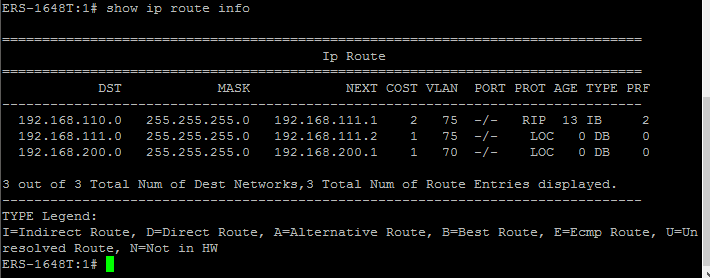 ERS-1648T:1# show ip route info
================================================================================
Ip Route
================================================================================
DST MASK NEXT COST VLAN PORT PROT AGE TYPE PRF
--------------------------------------------------------------------------------
192.168.110.0 255.255.255.0 192.168.111.1 2 75 -/- RIP 13 IB 2
192.168.111.0 255.255.255.0 192.168.111.2 1 75 -/- LOC 0 DB 0
192.168.200.0 255.255.255.0 192.168.200.1 1 70 -/- LOC 0 DB 0
3 out of 3 Total Num of Dest Networks,3 Total Num of Route Entries displayed.
--------------------------------------------------------------------------------
TYPE Legend:
I=Indirect Route, D=Direct Route, A=Alternative Route, B=Best Route, E=Ecmp Route, U=Un
resolved Route, N=Not in HW
ERS-1648T:1#